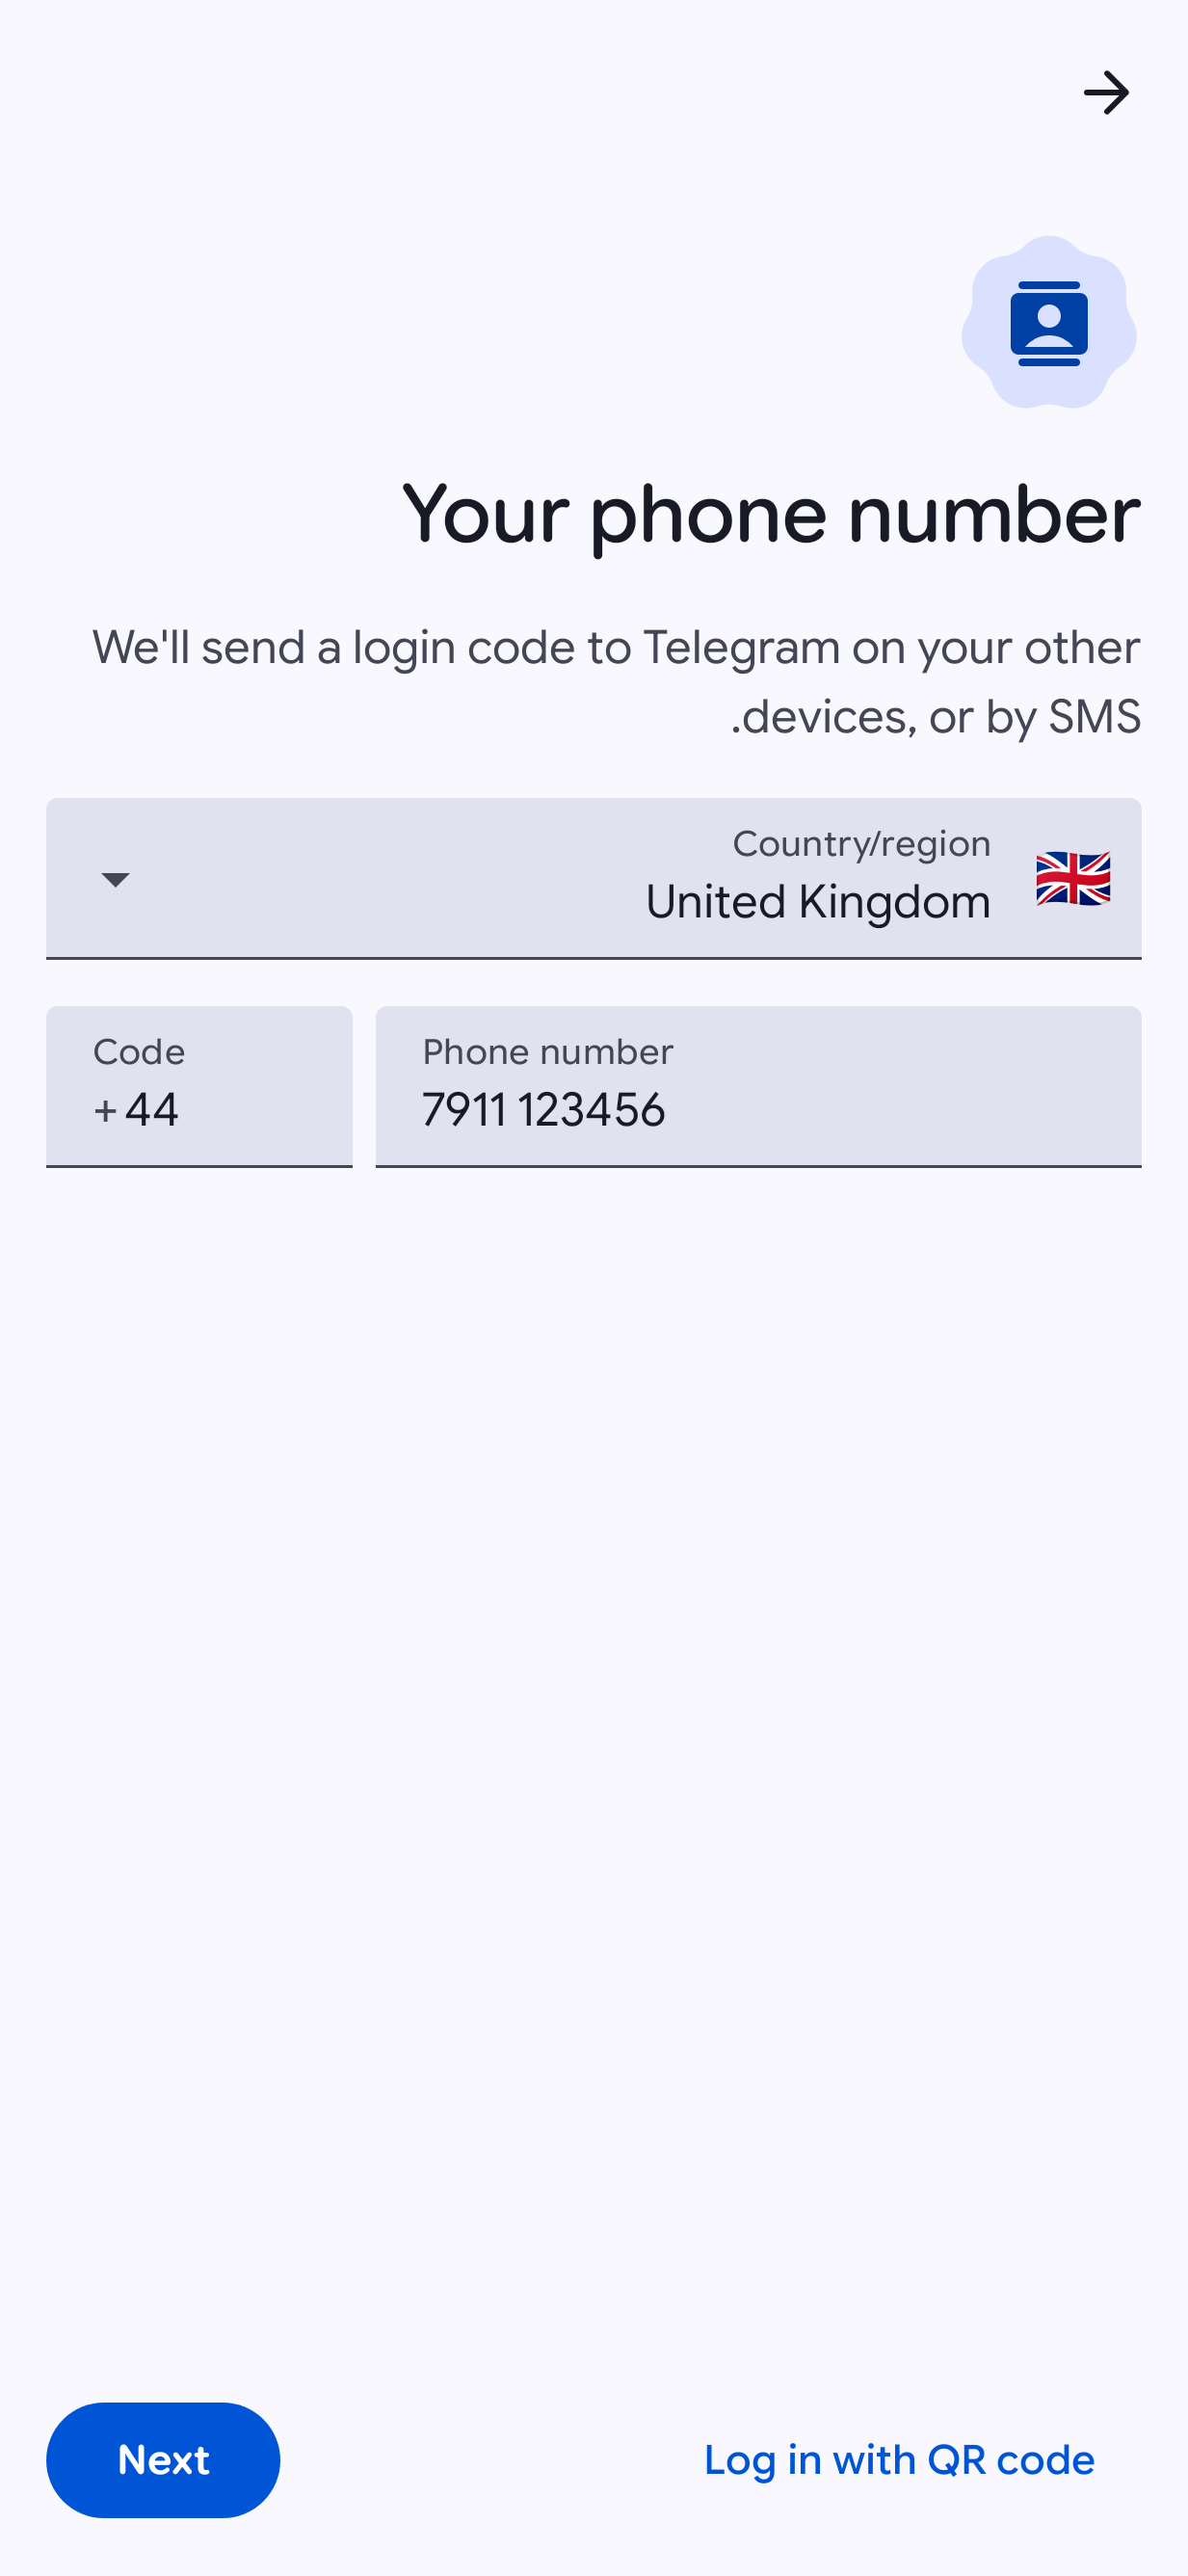 Your phone number
We'll send a login code to Telegram on your other
.devices, or by SMS
Country/region
United Kingdom
Code
+44
Phone number
7911 123456
Next
Log in with QR code